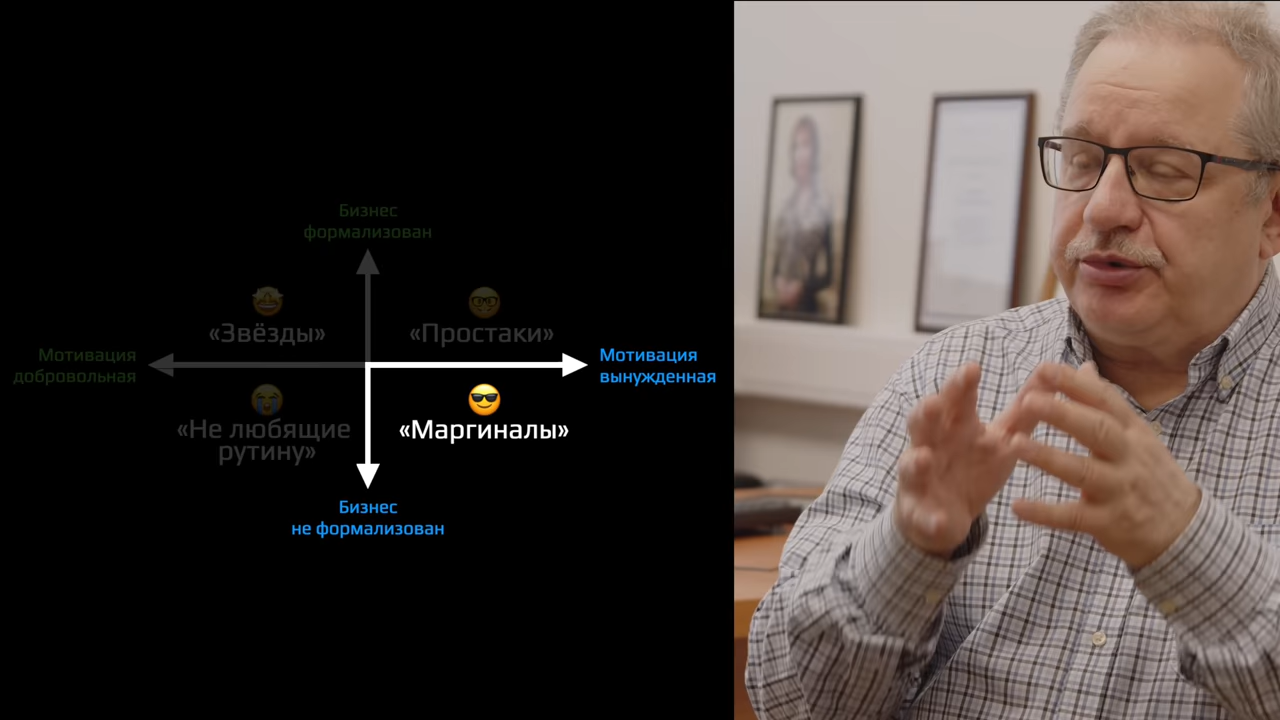 Бизнес
формализован
«Звёзды»
«Простаки»
Мотивация
добровольная
Мотивация
вынужденная
«Не любящие
рутину»
«Маргиналы»
Бизнес
не формализован